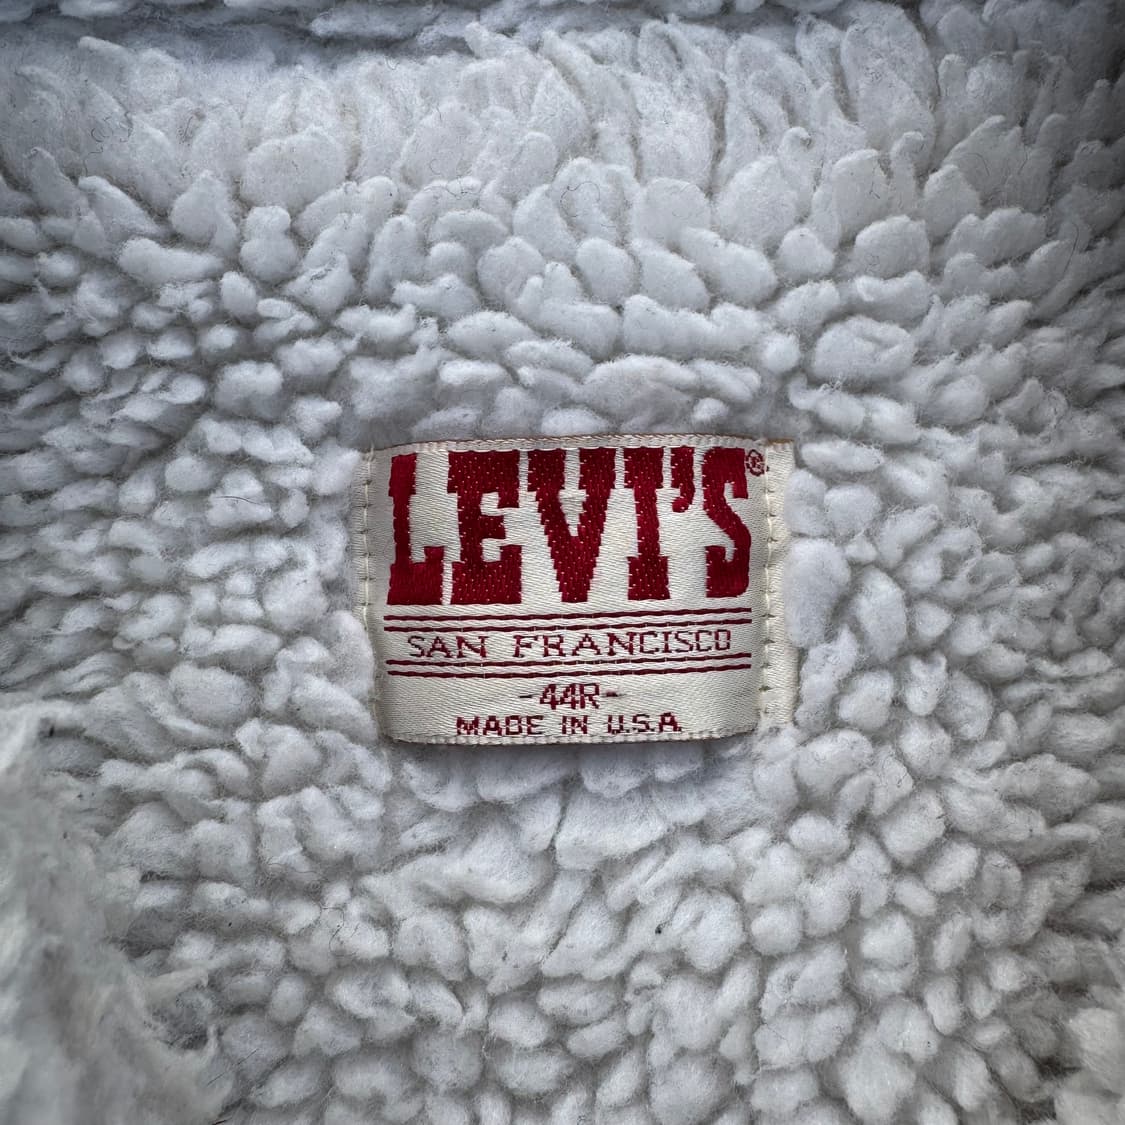 LEVI'S®
SAN FRANCISCO
-44R-
MADE IN U.S.A.